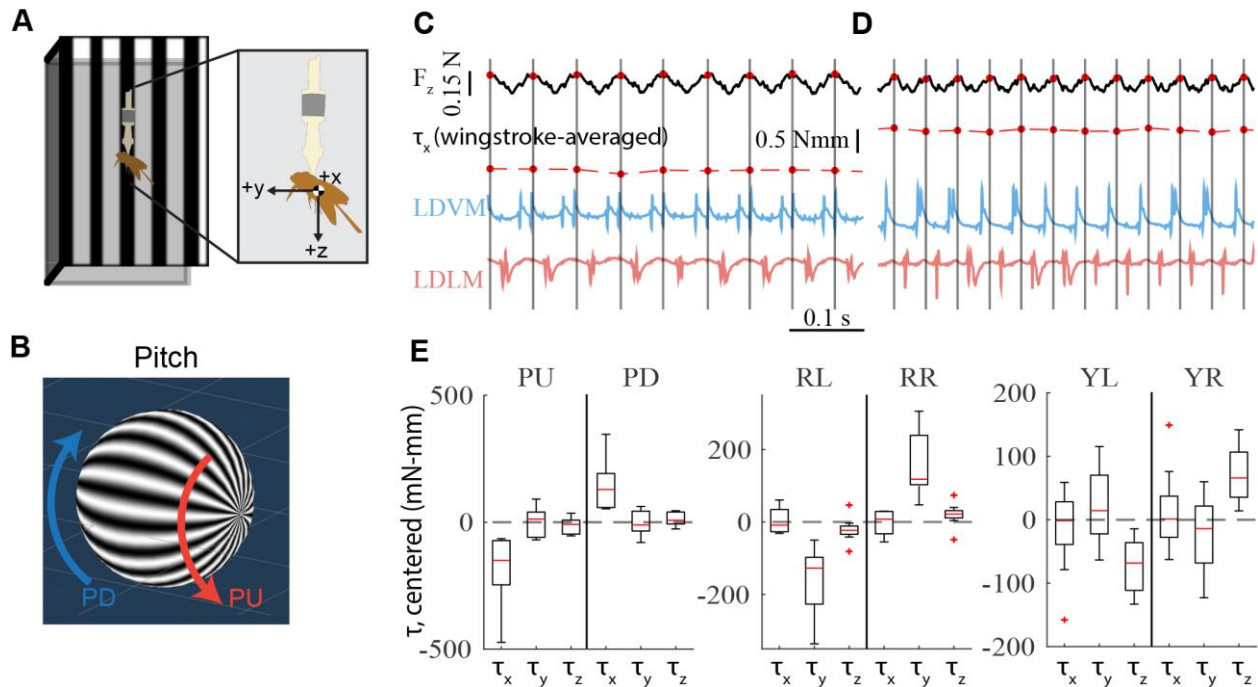 A
+x
+y
+z
B
Pitch
PD
PU
C
D
F_z
0.15 N
τ_x (wingstroke-averaged)
0.5 Nmm
LDVM
LDLM
0.1 s
E
PU PD RL RR YL YR
τ, centered (mN-mm)
500
0
-500
200
0
-200
200
100
0
-100
-200
τ_x τ_y τ_z τ_x τ_y τ_z τ_x τ_y τ_z τ_x τ_y τ_z τ_x τ_y τ_z τ_x τ_y τ_z